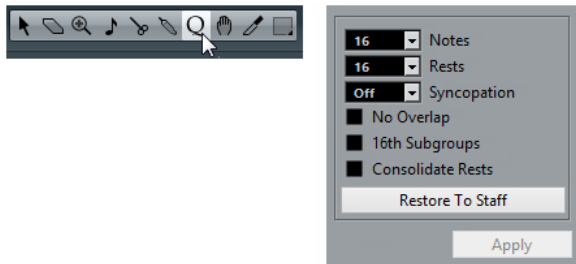 Q
16 Notes
16 Rests
Off Syncopation
No Overlap
16th Subgroups
Consolidate Rests
Restore To Staff
Apply